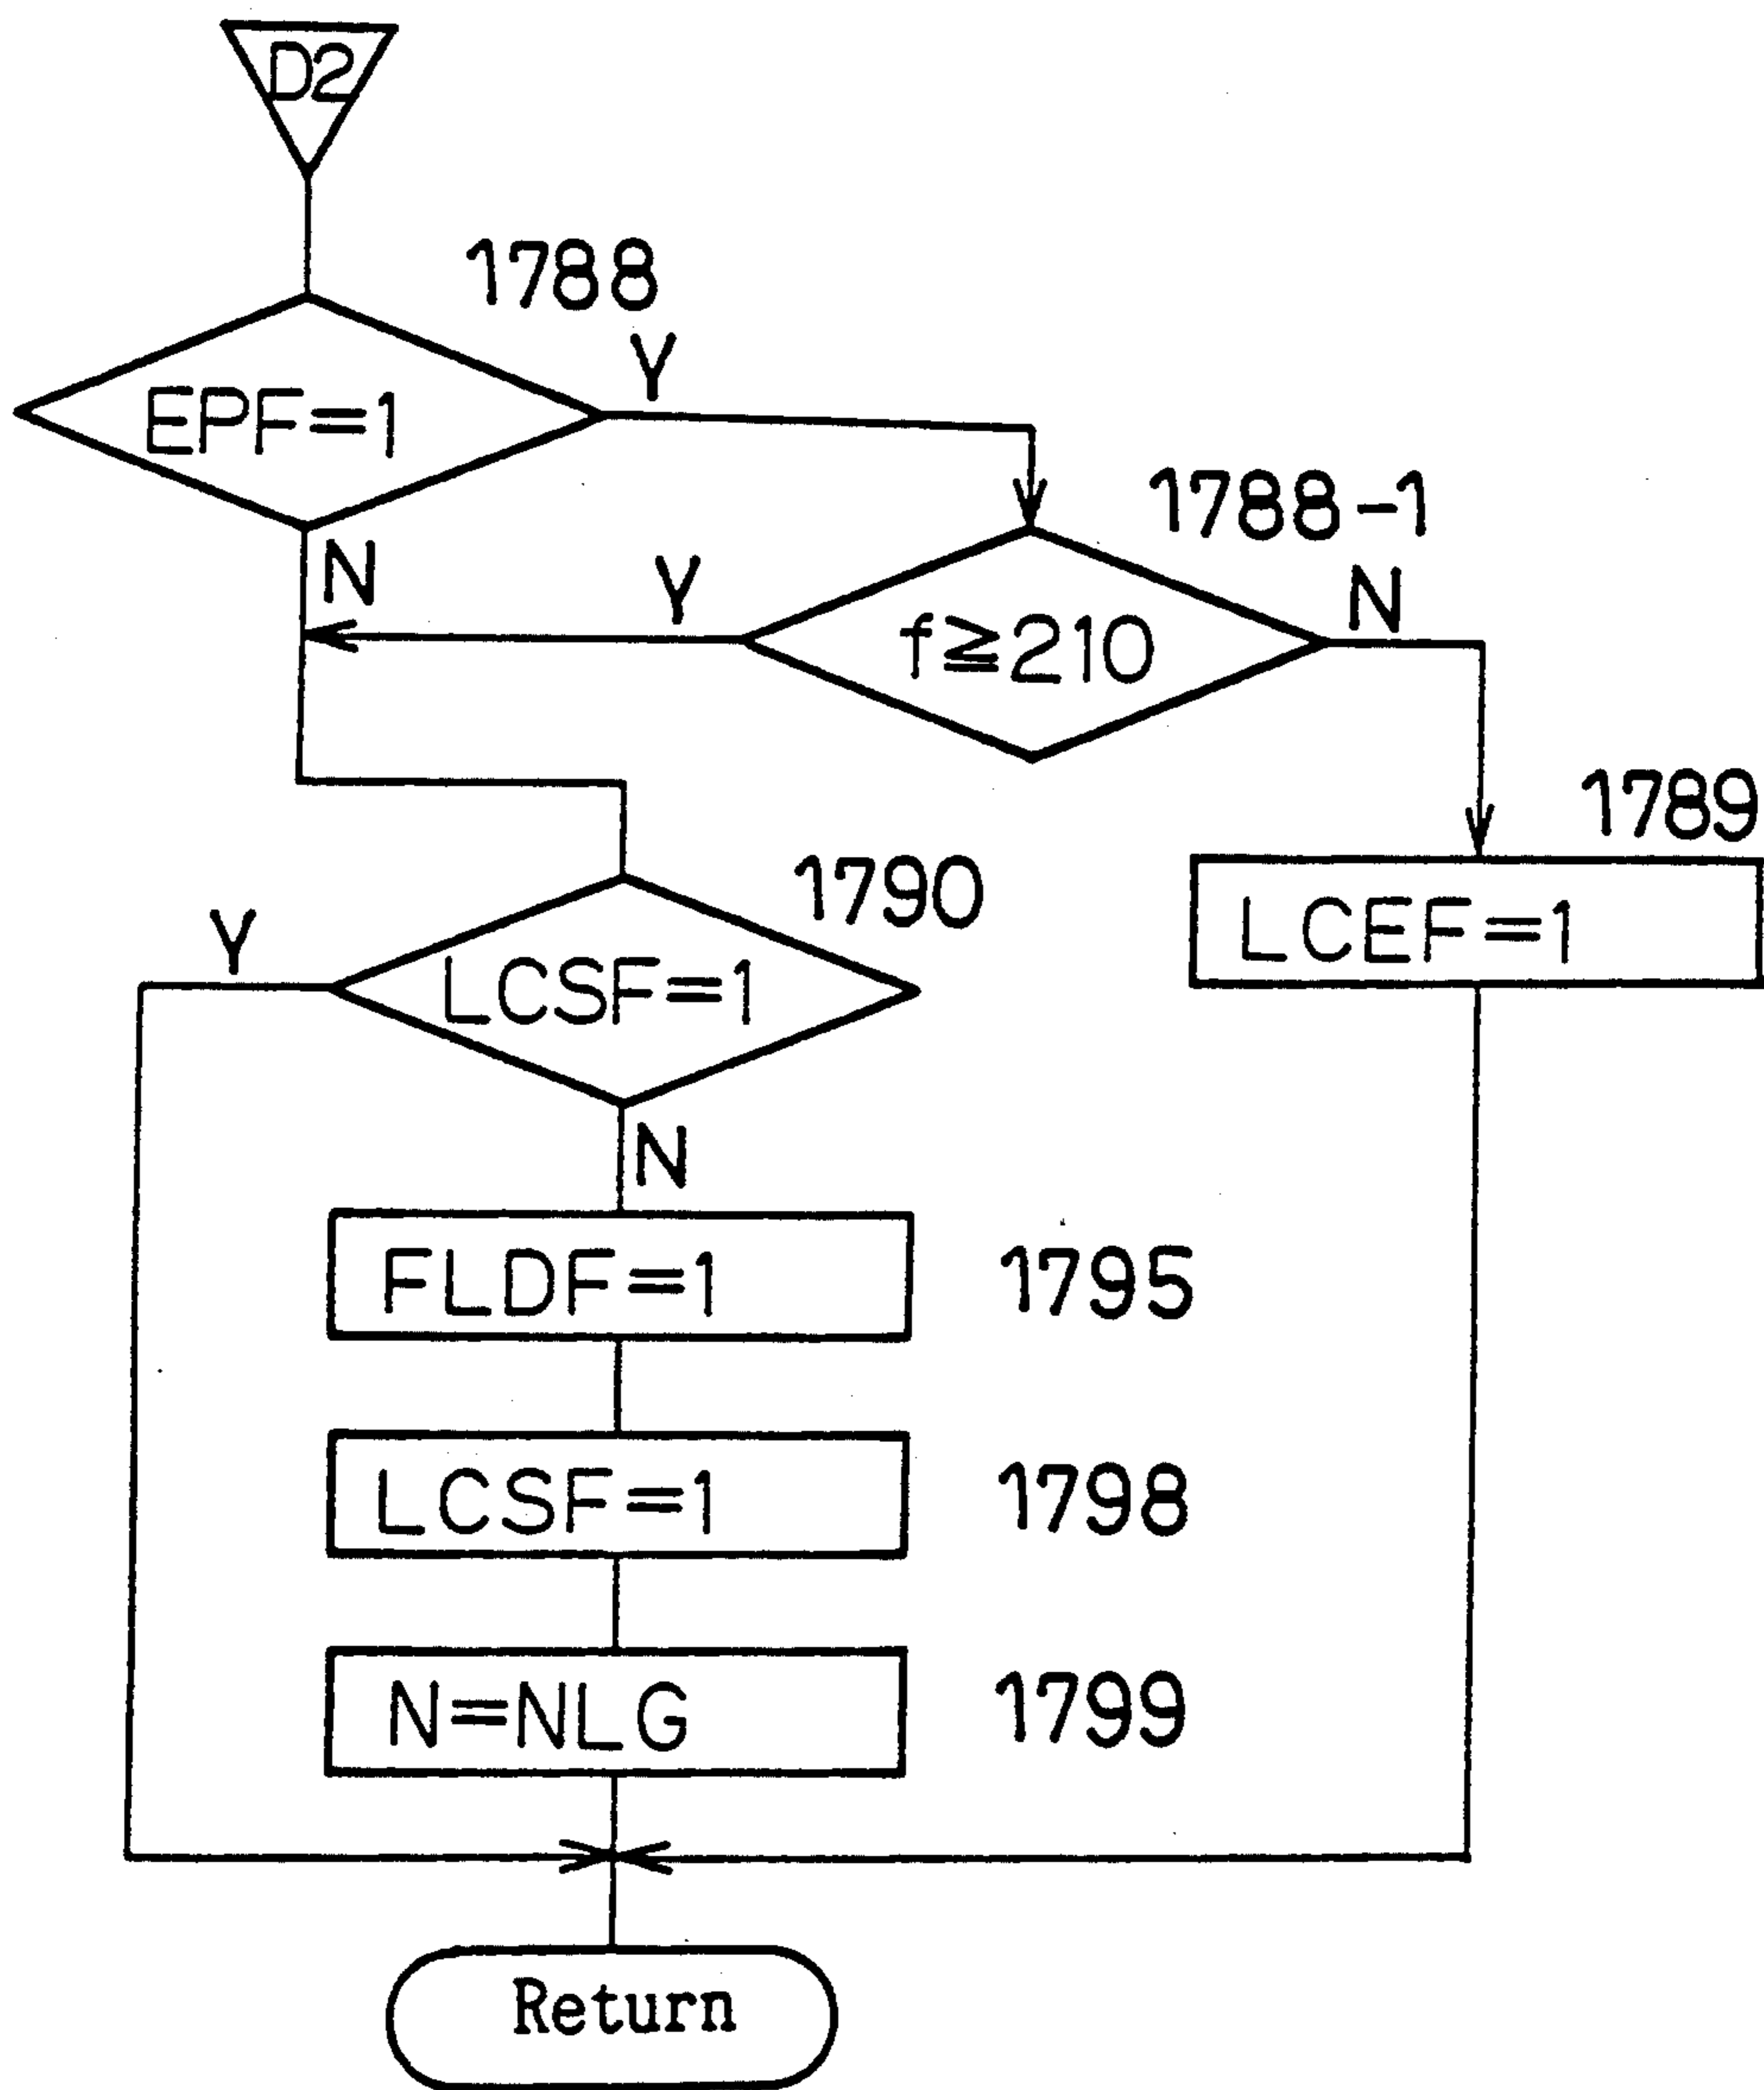 D2
1788
EPF=1
Y
N
1788-1
Y
f≧210
N
1789
LCEF=1
1790
Y
LCSF=1
N
FLDF=1
1795
LCSF=1
1798
N=NLG
1799
Return